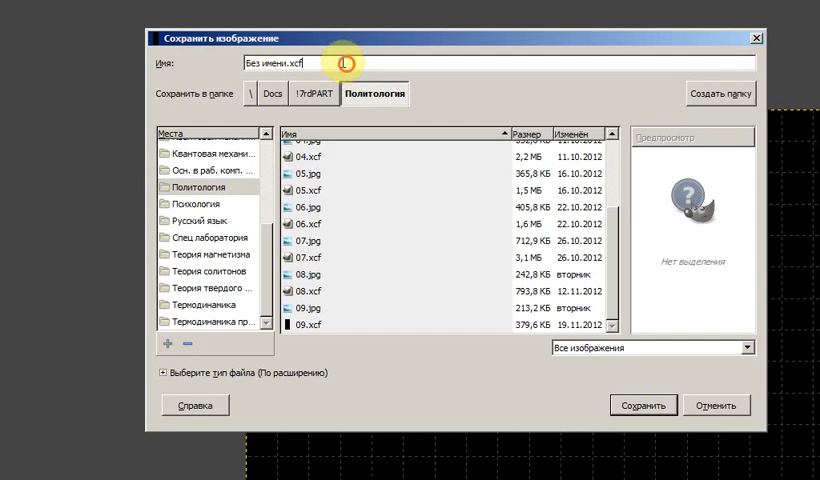 Сохранить изображение
Имя:
Без имени.xcf
Сохранить в папке
\
Docs
!7rdPART
Политология
Создать папку
Места
Квантовая механи...
Осн. в раб. комп. ...
Политология
Психология
Русский язык
Спец лаборатория
Теория магнетизма
Теория солитонов
Теория твердого ...
Термодинамика
Термодинамика пр...
Имя Размер Изменён
04.xcf 2,2 МБ 11.10.2012
05.jpg 365,8 КБ 16.10.2012
05.xcf 1,5 МБ 16.10.2012
06.jpg 405,8 КБ 22.10.2012
06.xcf 1,6 МБ 22.10.2012
07.jpg 712,9 КБ 26.10.2012
07.xcf 3,1 МБ 26.10.2012
08.jpg 242,8 КБ вторник
08.xcf 793,8 КБ 12.11.2012
09.jpg 213,2 КБ вторник
09.xcf 379,6 КБ 19.11.2012
Предпросмотр
Нет выделения
Все изображения
Выберите тип файла (По расширению)
Справка
Сохранить
Отменить